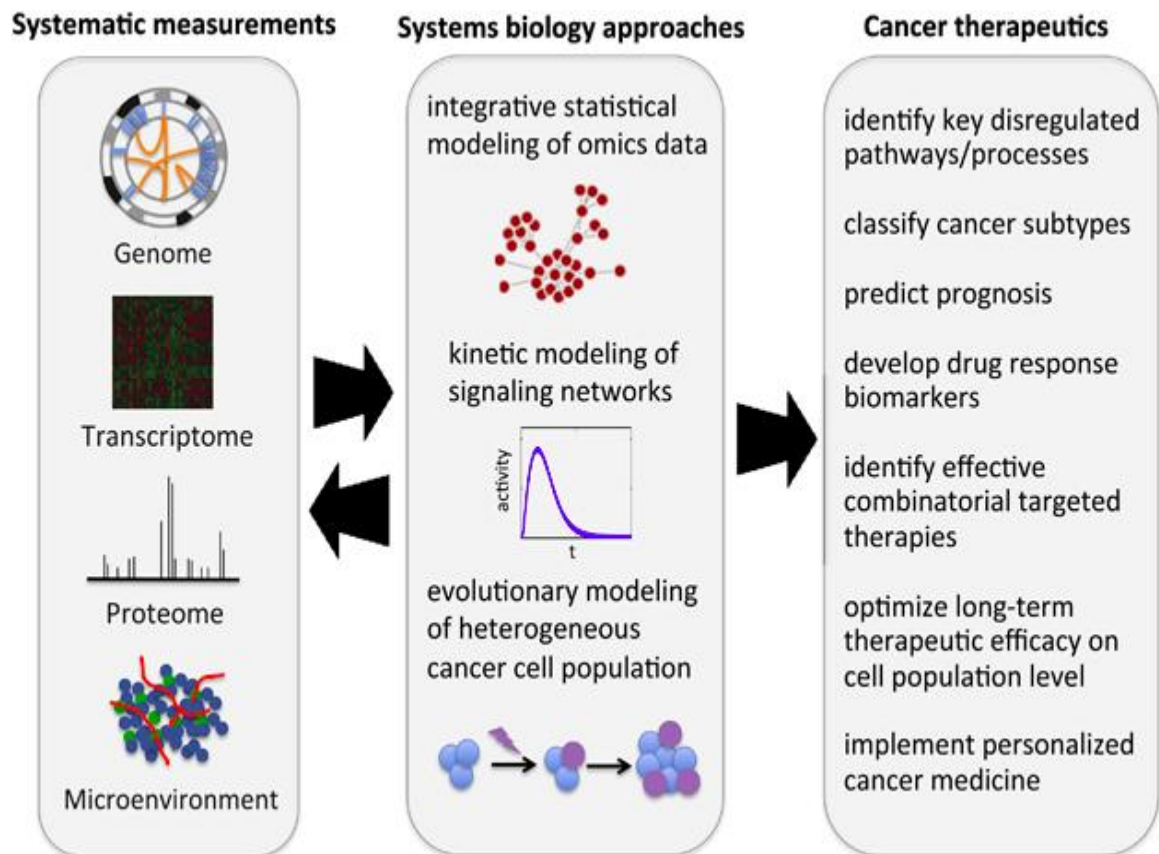 Systematic measurements
Genome
Transcriptome
Proteome
Microenvironment
Systems biology approaches
integrative statistical
modeling of omics data
kinetic modeling of
signaling networks
activity
t
evolutionary modeling
of heterogeneous
cancer cell population
Cancer therapeutics
identify key disregulated
pathways/processes
classify cancer subtypes
predict prognosis
develop drug response
biomarkers
identify effective
combinatorial targeted
therapies
optimize long-term
therapeutic efficacy on
cell population level
implement personalized
cancer medicine